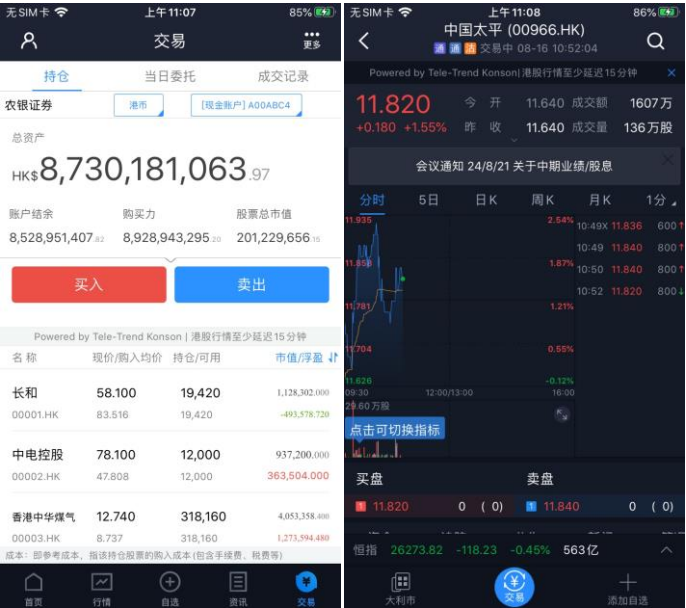 无SIM卡 上午11:07 85%
交易
更多
持仓 当日委托 成交记录
农银证券 港币 [现金账户] A00ABC4
总资产
HK$8,730,181,063.97
账户结余 购买力 股票总市值
8,528,951,407.82 8,928,943,295.20 201,229,656.15
买入 卖出
Powered by Tele-Trend Konson | 港股行情至少延迟15分钟
名称 现价/购入均价 持仓/可用 市值/浮盈
长和 58.100 19,420 1,128,302.000
00001.HK 83.516 19,420 -493,578.720
中电控股 78.100 12,000 937,200.000
00002.HK 47.808 12,000 363,504.000
香港中华煤气 12.740 318,160 4,053,358.400
00003.HK 8.737 318,160 1,273,594.480
成本: 即参考成本, 指该持仓股票的购入成本(包含手续费、税费等)
首页 行情 自选 资讯 交易
无SIM卡 上午11:08 86%
中国太平 (00966.HK)
通 通 沽 交易中 08-16 10:52:04
Powered by Tele-Trend Konson|港股行情至少延迟15分钟
11.820 今开 11.640 成交额 1607万
+0.180 +1.55% 昨收 11.640 成交量 136万股
会议通知 24/8/21 关于中期业绩/股息
分时 5日 日K 周K 月K 1分
11.935 2.54%
10:49X 11.836 600↑
10:49 11.840 800↑
11.858 1.87%
10:50 11.840 800↑
10:52 11.820 800↓
11.781 1.21%
11.704 0.55%
11.626 -0.12%
09:30 12:00/13:00 16:00
29.60万股
点击可切换指标
买盘 卖盘
1 11.820 0 (0) 1 11.840 0 (0)
恒指 26273.82 -118.23 -0.45% 563亿
大利市 交易 添加自选